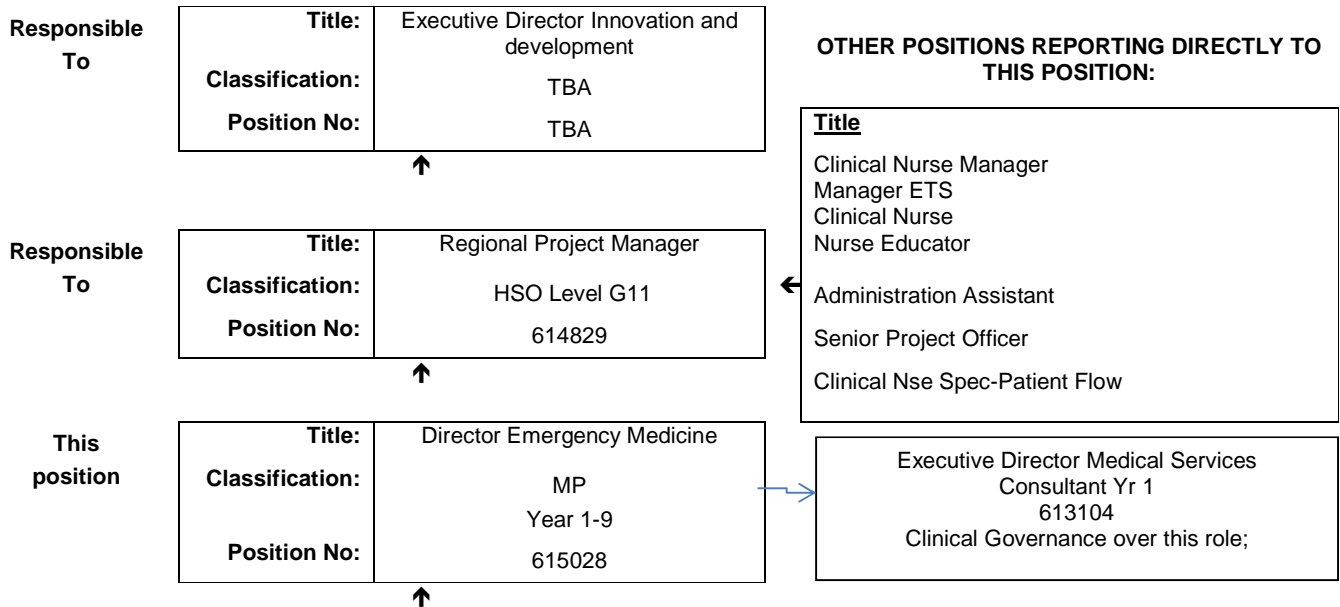 Responsible
To
Title:
Executive Director Innovation and
development
Classification:
TBA
Position No:
TBA
OTHER POSITIONS REPORTING DIRECTLY TO
THIS POSITION:
Title
Clinical Nurse Manager
Manager ETS
Clinical Nurse
Nurse Educator
Administration Assistant
Senior Project Officer
Clinical Nse Spec-Patient Flow
Responsible
To
Title:
Regional Project Manager
Classification:
HSO Level G11
Position No:
614829
This
position
Title:
Director Emergency Medicine
Classification:
MP
Year 1-9
Position No:
615028
Executive Director Medical Services
Consultant Yr 1
613104
Clinical Governance over this role;